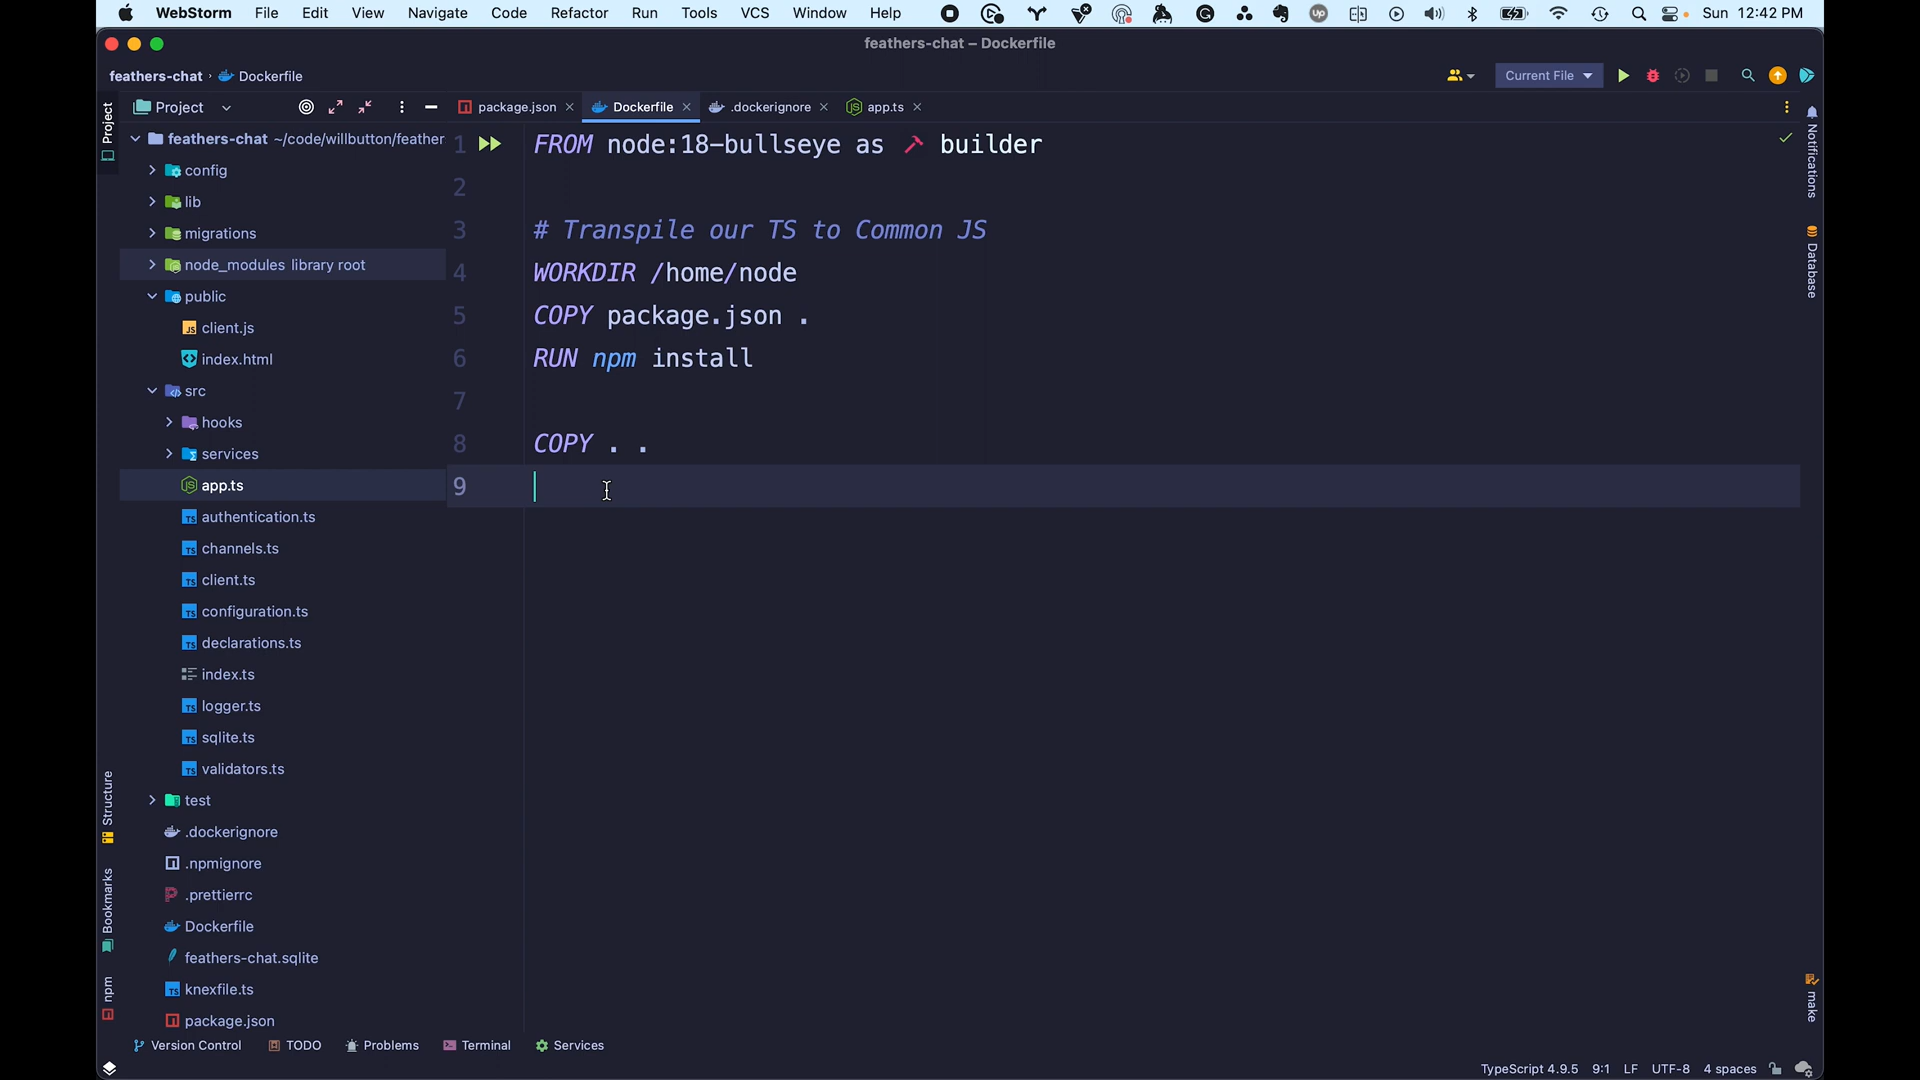 WebStorm File Edit View Navigate Code Refactor Run Tools VCS Window Help Sun 12:42 PM
feathers-chat – Dockerfile
feathers-chat › Dockerfile Current File
Project package.json Dockerfile .dockerignore app.ts
Project
feathers-chat ~/code/willbutton/feather
config
lib
migrations
node_modules library root
public
client.js
index.html
src
hooks
services
app.ts
authentication.ts
channels.ts
client.ts
configuration.ts
declarations.ts
index.ts
logger.ts
sqlite.ts
validators.ts
test
.dockerignore
.npmignore
.prettierrc
Dockerfile
feathers-chat.sqlite
knexfile.ts
package.json
Structure
Bookmarks
npm
1 FROM node:18-bullseye as builder
2
3 # Transpile our TS to Common JS
4 WORKDIR /home/node
5 COPY package.json .
6 RUN npm install
7
8 COPY . .
9
Notifications
Database
make
Version Control TODO Problems Terminal Services
TypeScript 4.9.5 9:1 LF UTF-8 4 spaces